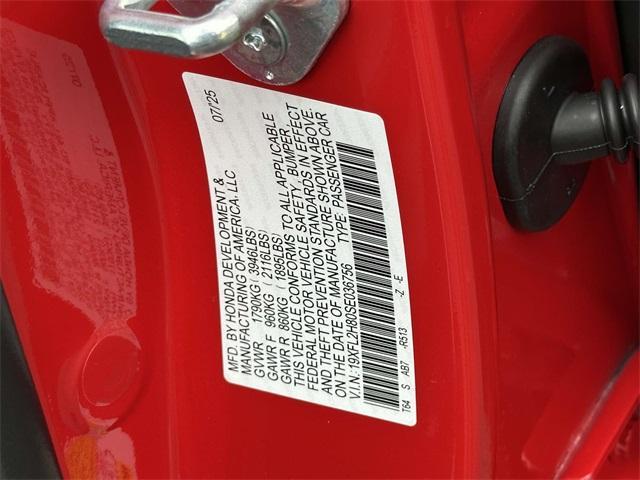 MFD. BY HONDA DEVELOPMENT & 07/25
MANUFACTURING OF AMERICA, LLC
GVWR 1790KG ( 3946LBS)
GAWR F 960KG ( 2116LBS)
GAWR R 860KG ( 1895LBS)
THIS VEHICLE CONFORMS TO ALL APPLICABLE
FEDERAL MOTOR VEHICLE SAFETY, BUMPER,
AND THEFT PREVENTION STANDARDS IN EFFECT
ON THE DATE OF MANUFACTURE SHOWN ABOVE.
V.I.N.: 19XFL2H80SE036756 TYPE: PASSENGER CAR
T64 S AB7 -R513 -Z -E